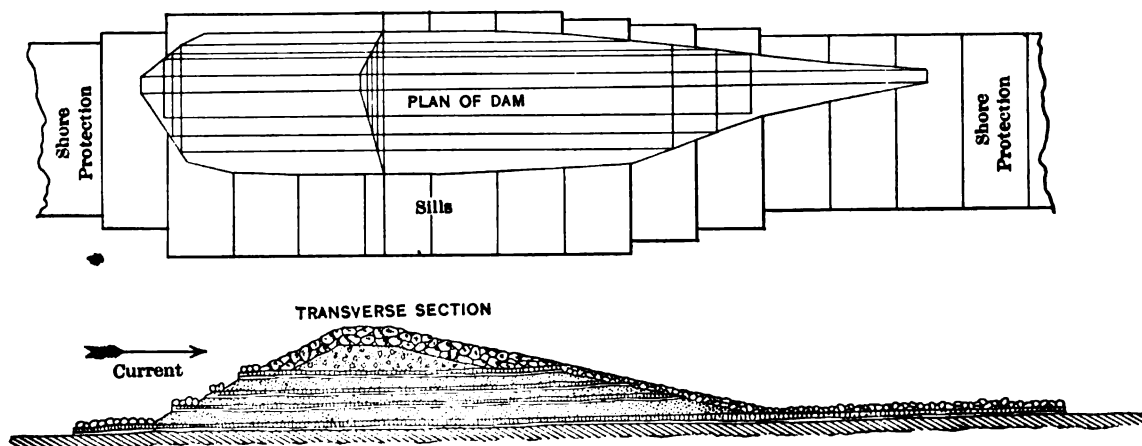 Shore
Protection
PLAN OF DAM
Sills
Shore
Protection
TRANSVERSE SECTION
Current